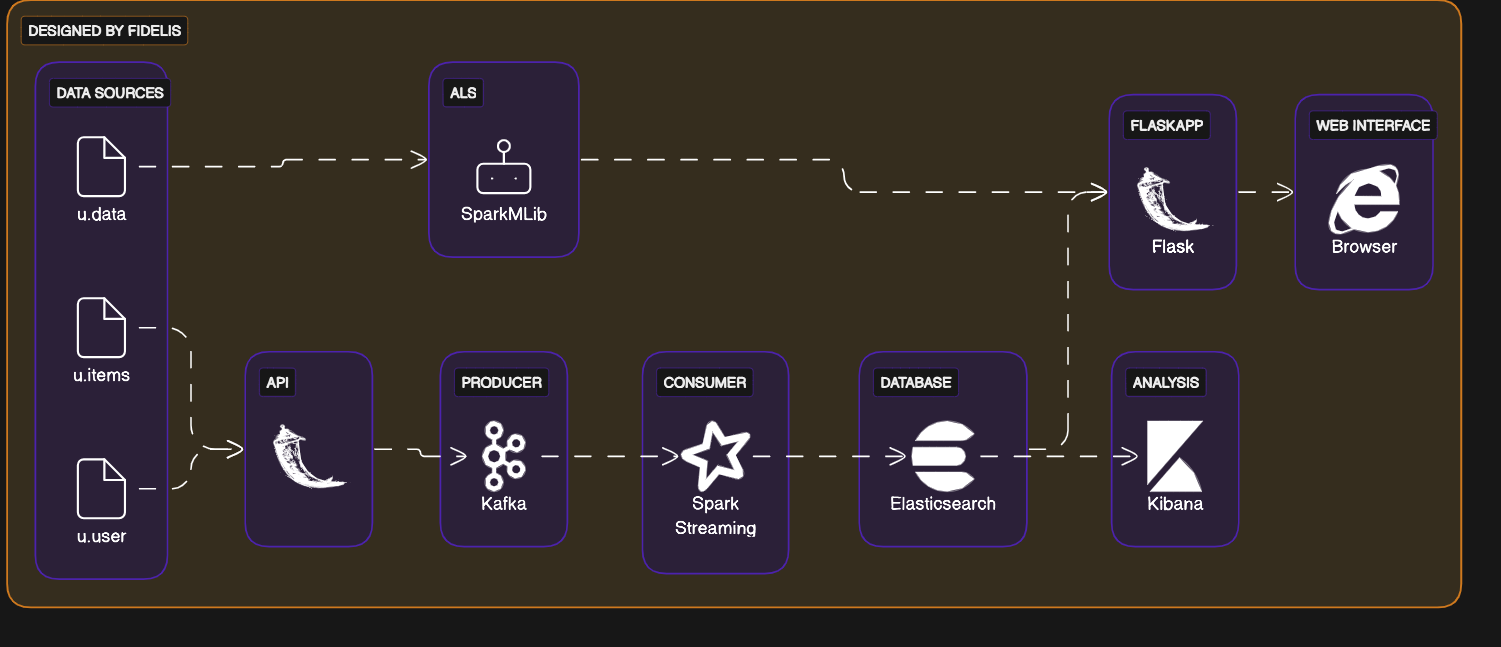 DESIGNED BY FIDELIS
DATA SOURCES
u.data
u.items
u.user
ALS
SparkMLib
FLASKAPP
Flask
WEB INTERFACE
Browser
API
PRODUCER
Kafka
CONSUMER
Spark
Streaming
DATABASE
Elasticsearch
ANALYSIS
Kibana